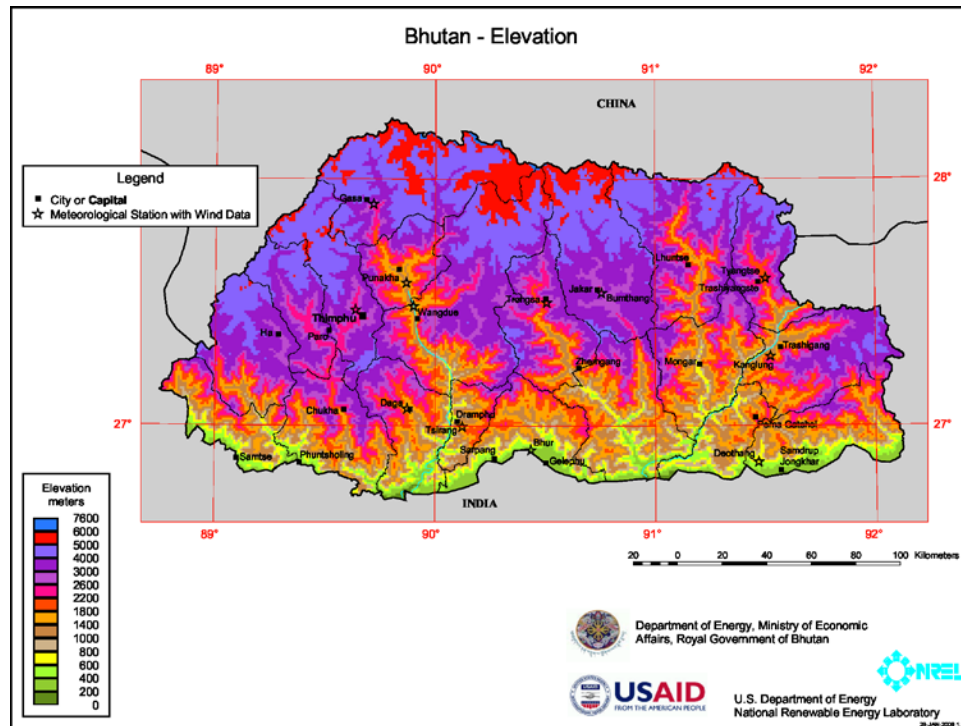 Bhutan - Elevation
89° 90° 91° 92°
CHINA
Legend
City or Capital
Meteorological Station with Wind Data
28° 28°
Gasa
Lhuntse
Tyangtse
Trashiyangste
Punakha
Jakar
Bumthang
Trongsa
Thimphu
Wangdue
Ha
Paro
Trashigang
Kanglung
Zhemgang
Mongar
Chukha
Daga
Dramphu
Pema Gatshel
27° 27°
Tsirang
Bhur
Samtse
Phuntsholing
Sarpang
Gelephu
Deothang
Samdrup
Jongkhar
INDIA
89° 90° 91° 92°
Elevation
meters
7600
6000
5000
4000
3000
2600
2200
1800
1400
1000
800
600
400
200
0
20 0 20 40 60 80 100 Kilometers
Department of Energy, Ministry of Economic
Affairs, Royal Government of Bhutan
NREL
USAID
FROM THE AMERICAN PEOPLE
U.S. Department of Energy
National Renewable Energy Laboratory